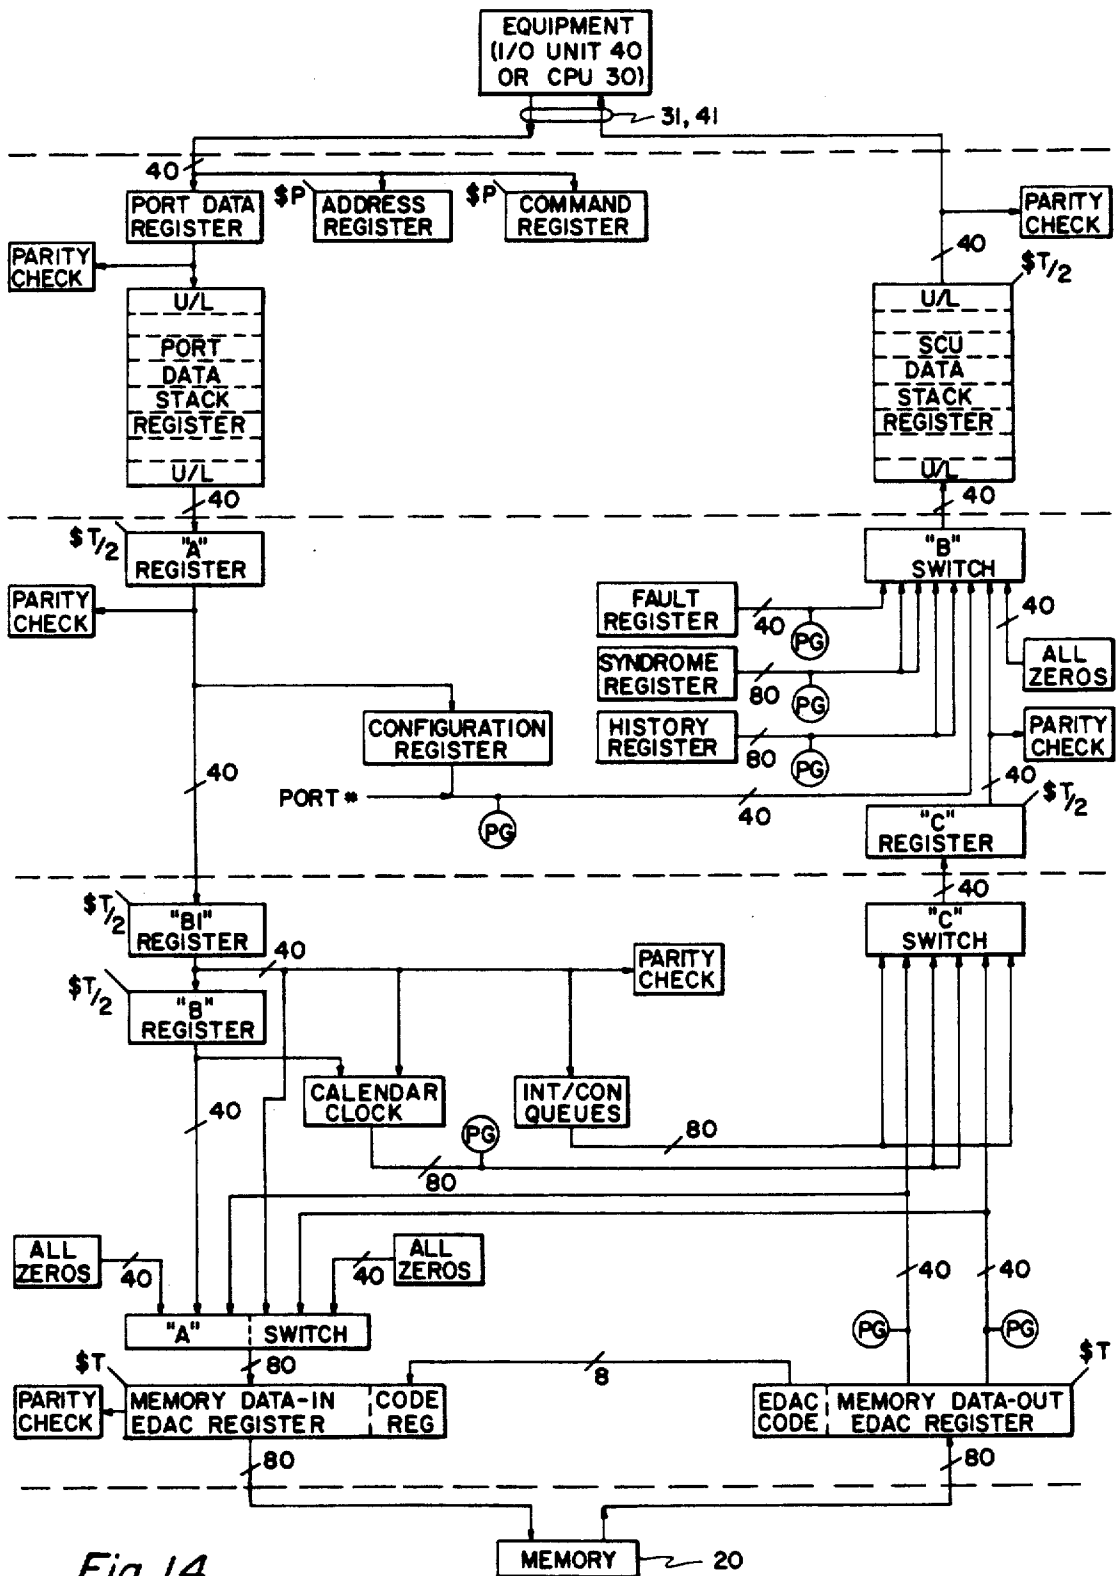 EQUIPMENT
(I/O UNIT 40
OR CPU 30)
31, 41
40
PORT DATA
REGISTER
$P
ADDRESS
REGISTER
$P
COMMAND
REGISTER
PARITY
CHECK
40
PARITY
CHECK
$T/2
U/L
PORT
DATA
STACK
REGISTER
U/L
40
U/L
SCU
DATA
STACK
REGISTER
U/L
40
$T/2
"A"
REGISTER
"B"
SWITCH
PARITY
CHECK
FAULT
REGISTER
40
PG
40
SYNDROME
REGISTER
80
PG
ALL
ZEROS
HISTORY
REGISTER
80
PG
PARITY
CHECK
CONFIGURATION
REGISTER
40
PORT #
PG
40
40
$T/2
"C"
REGISTER
40
$T/2
"B1"
REGISTER
40
"C"
SWITCH
PARITY
CHECK
$T/2
"B"
REGISTER
40
CALENDAR
CLOCK
INT/CON
QUEUES
PG
80
80
ALL
ZEROS
40
40
ALL
ZEROS
40
40
"A" SWITCH
PG
PG
80
8
$T
PARITY
CHECK
MEMORY DATA-IN
EDAC REGISTER
CODE
REG
EDAC
CODE
MEMORY DATA-OUT
EDAC REGISTER
$T
80
80
MEMORY
20
Fig. 14